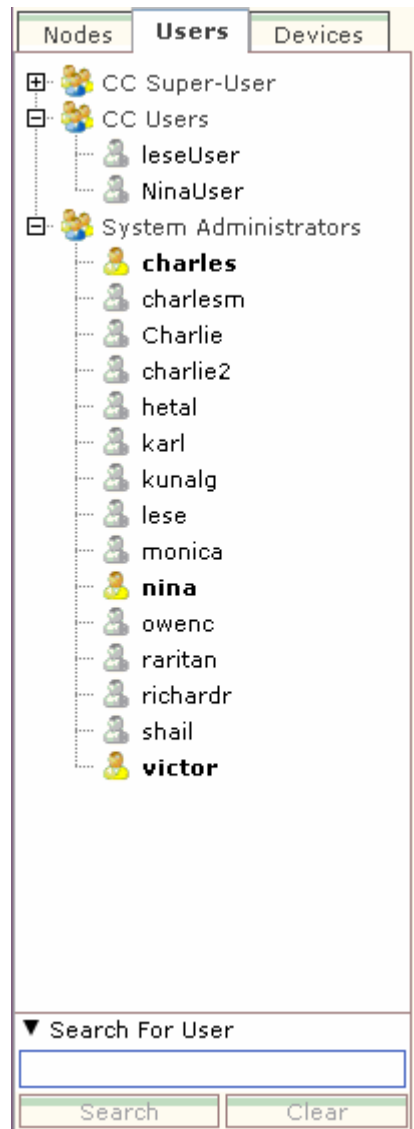 Nodes Users Devices
CC Super-User
CC Users
leseUser
NinaUser
System Administrators
charles
charlesm
Charlie
charlie2
hetal
karl
kunalg
lese
monica
nina
owenc
raritan
richardr
shail
victor
Search For User
Search Clear